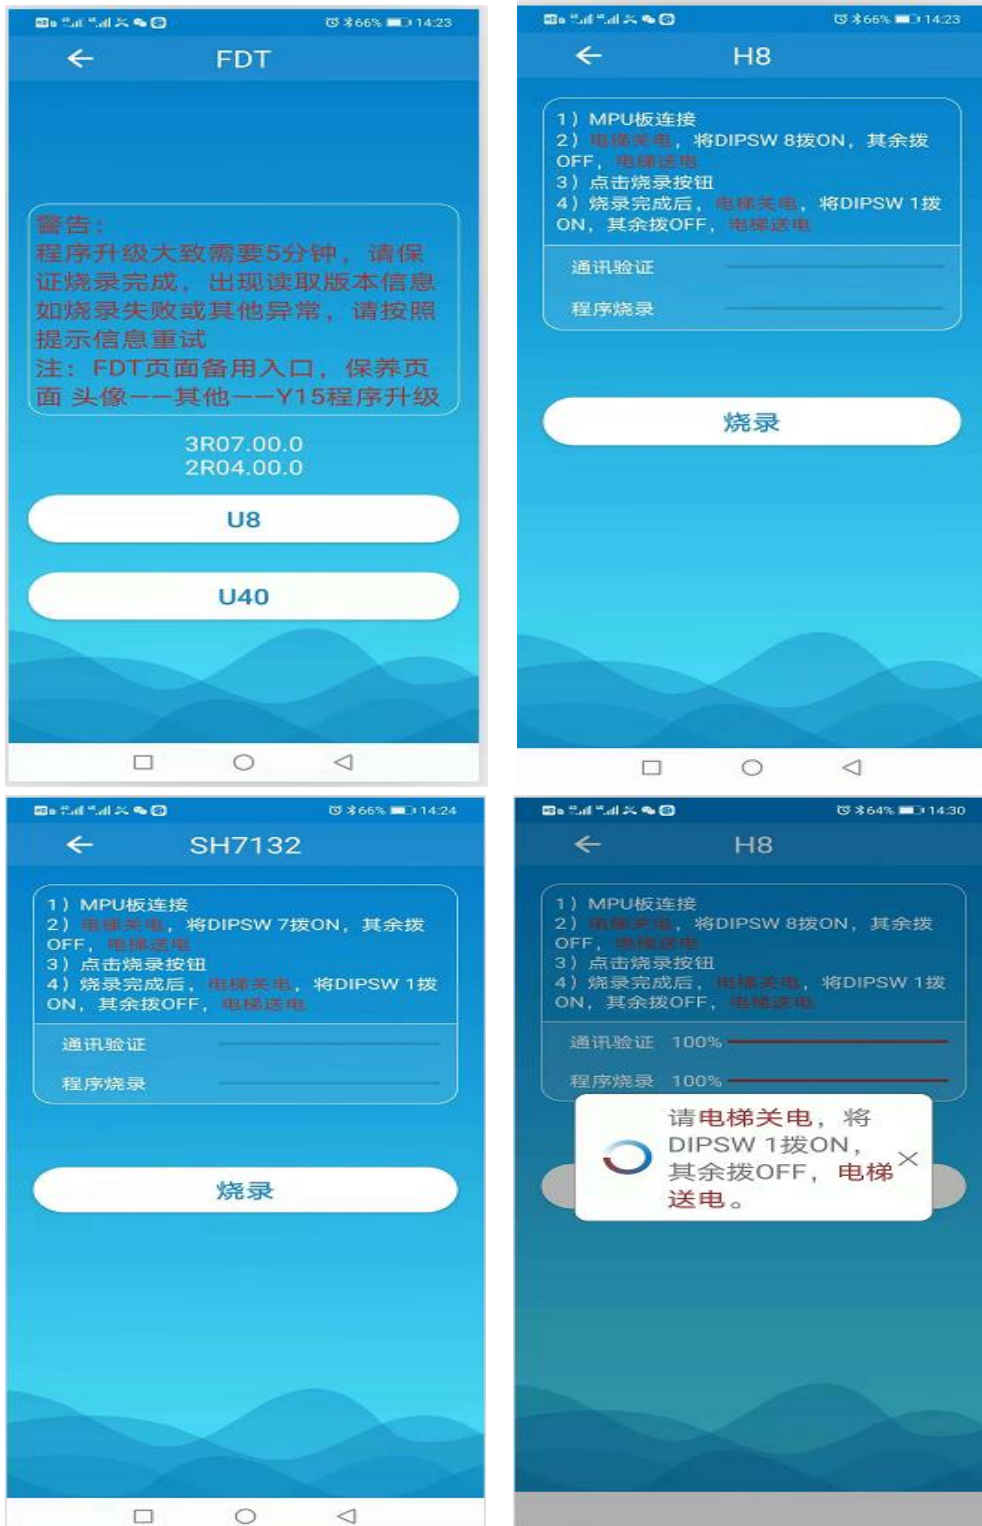 66% 14:23
FDT
警告：
程序升级大致需要5分钟，请保
证烧录完成，出现读取版本信息
如烧录失败或其他异常，请按照
提示信息重试
注：FDT页面备用入口，保养页
面 头像——其他——Y15程序升级
3R07.00.0
2R04.00.0
U8
U40
66% 14:23
H8
1）MPU板连接
2）电梯关电，将DIPSW 8拨ON，其余拨
OFF，电梯送电
3）点击烧录按钮
4）烧录完成后，电梯关电，将DIPSW 1拨
ON，其余拨OFF，电梯送电
通讯验证
程序烧录
烧录
66% 14:24
SH7132
1）MPU板连接
2）电梯关电，将DIPSW 7拨ON，其余拨
OFF，电梯送电
3）点击烧录按钮
4）烧录完成后，电梯关电，将DIPSW 1拨
ON，其余拨OFF，电梯送电
通讯验证
程序烧录
烧录
64% 14:30
H8
1）MPU板连接
2）电梯关电，将DIPSW 8拨ON，其余拨
OFF，电梯送电
3）点击烧录按钮
4）烧录完成后，电梯关电，将DIPSW 1拨
ON，其余拨OFF，电梯送电
通讯验证 100%
程序烧录 100%
请电梯关电，将
DIPSW 1拨ON，
其余拨OFF，电梯
送电。